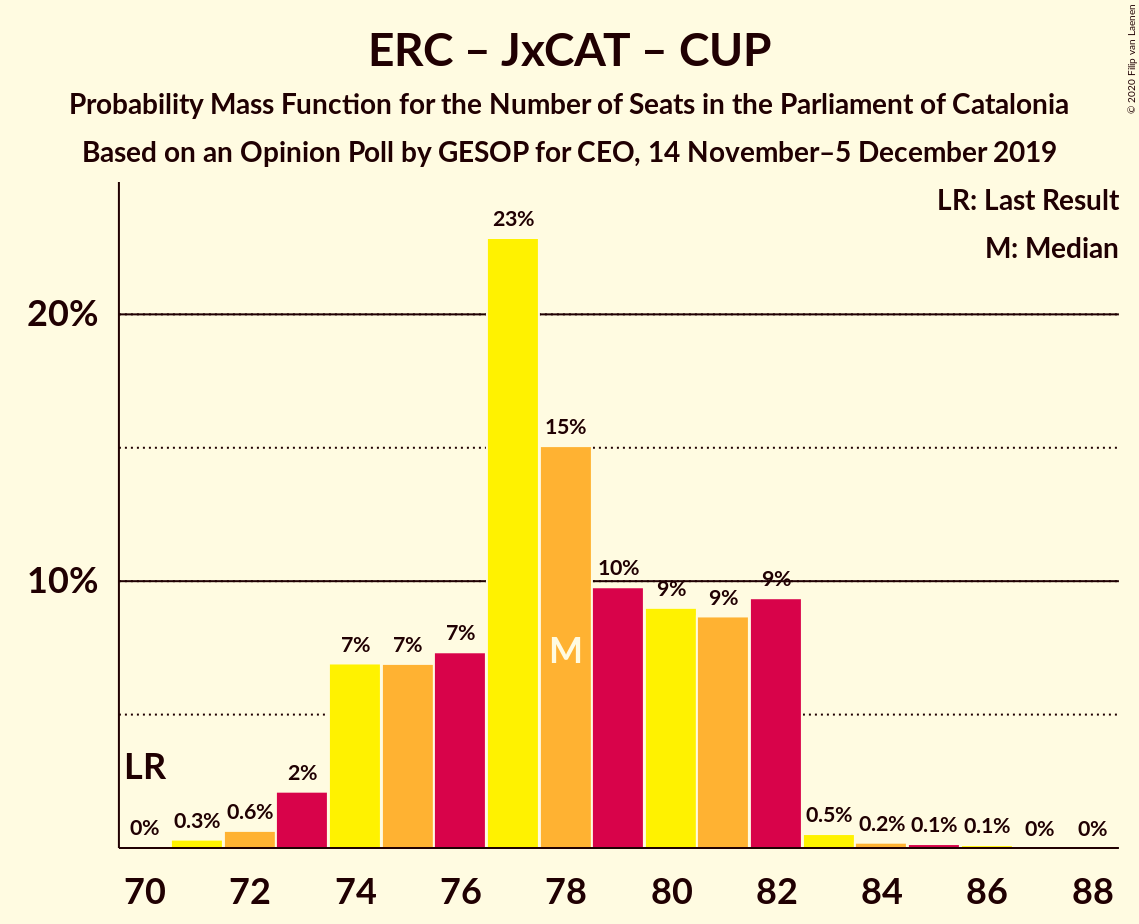 ERC – JxCAT – CUP
Probability Mass Function for the Number of Seats in the Parliament of Catalonia
Based on an Opinion Poll by GESOP for CEO, 14 November–5 December 2019
© 2020 Filip van Laenen
LR: Last Result
M: Median
20%
10%
LR
0%
0.3%
0.6%
2%
7%
7%
7%
23%
15%
M
10%
9%
9%
9%
0.5%
0.2%
0.1%
0.1%
0%
0%
70 72 74 76 78 80 82 84 86 88